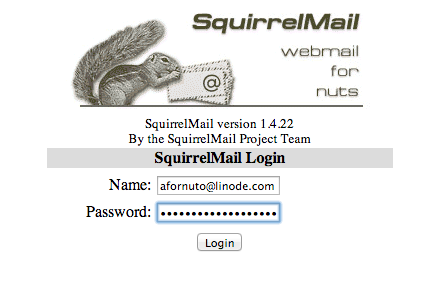 SquirrelMail
webmail
for
nuts
@
SquirrelMail version 1.4.22
By the SquirrelMail Project Team
SquirrelMail Login
Name: afornuto@linode.com
Password: •••••••••••••••••••
Login